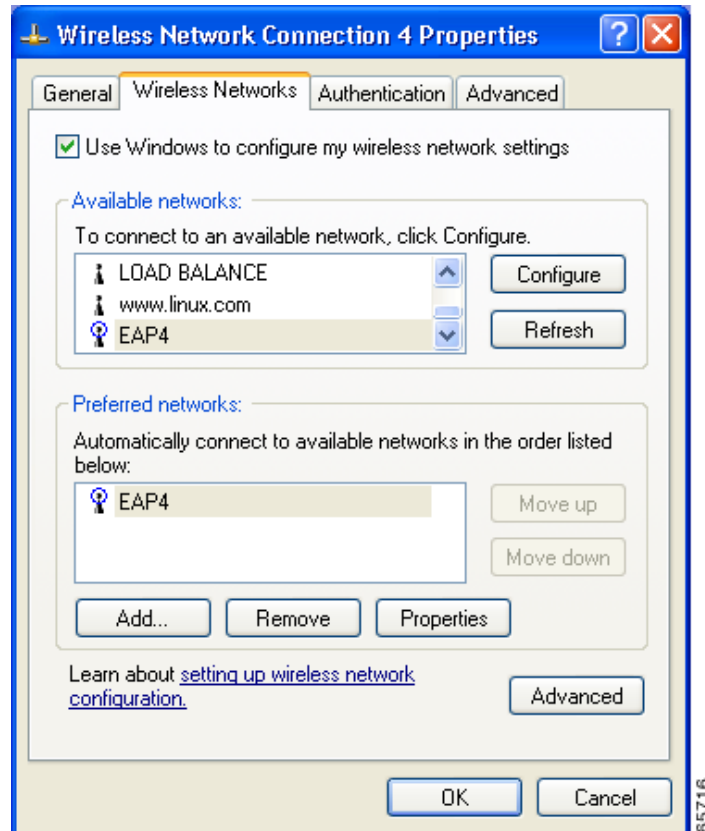 Wireless Network Connection 4 Properties
General
Wireless Networks
Authentication
Advanced
Use Windows to configure my wireless network settings
Available networks:
To connect to an available network, click Configure.
LOAD BALANCE
www.linux.com
EAP4
Configure
Refresh
Preferred networks:
Automatically connect to available networks in the order listed
below:
EAP4
Move up
Move down
Add...
Remove
Properties
Learn about setting up wireless network
configuration.
Advanced
OK
Cancel
65716